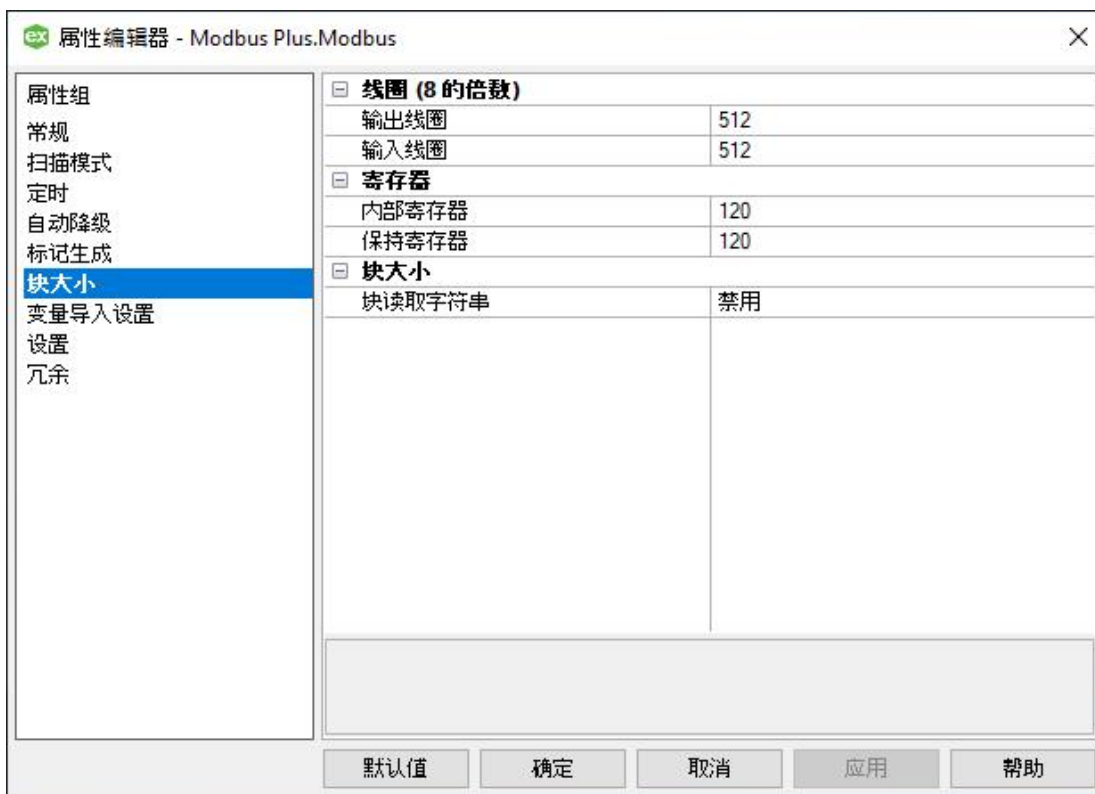 ex 属性编辑器 - Modbus Plus.Modbus
属性组
常规
扫描模式
定时
自动降级
标记生成
块大小
变量导入设置
设置
冗余
线圈 (8 的倍数)
输出线圈 512
输入线圈 512
寄存器
内部寄存器 120
保持寄存器 120
块大小
块读取字符串 禁用
默认值 确定 取消 应用 帮助